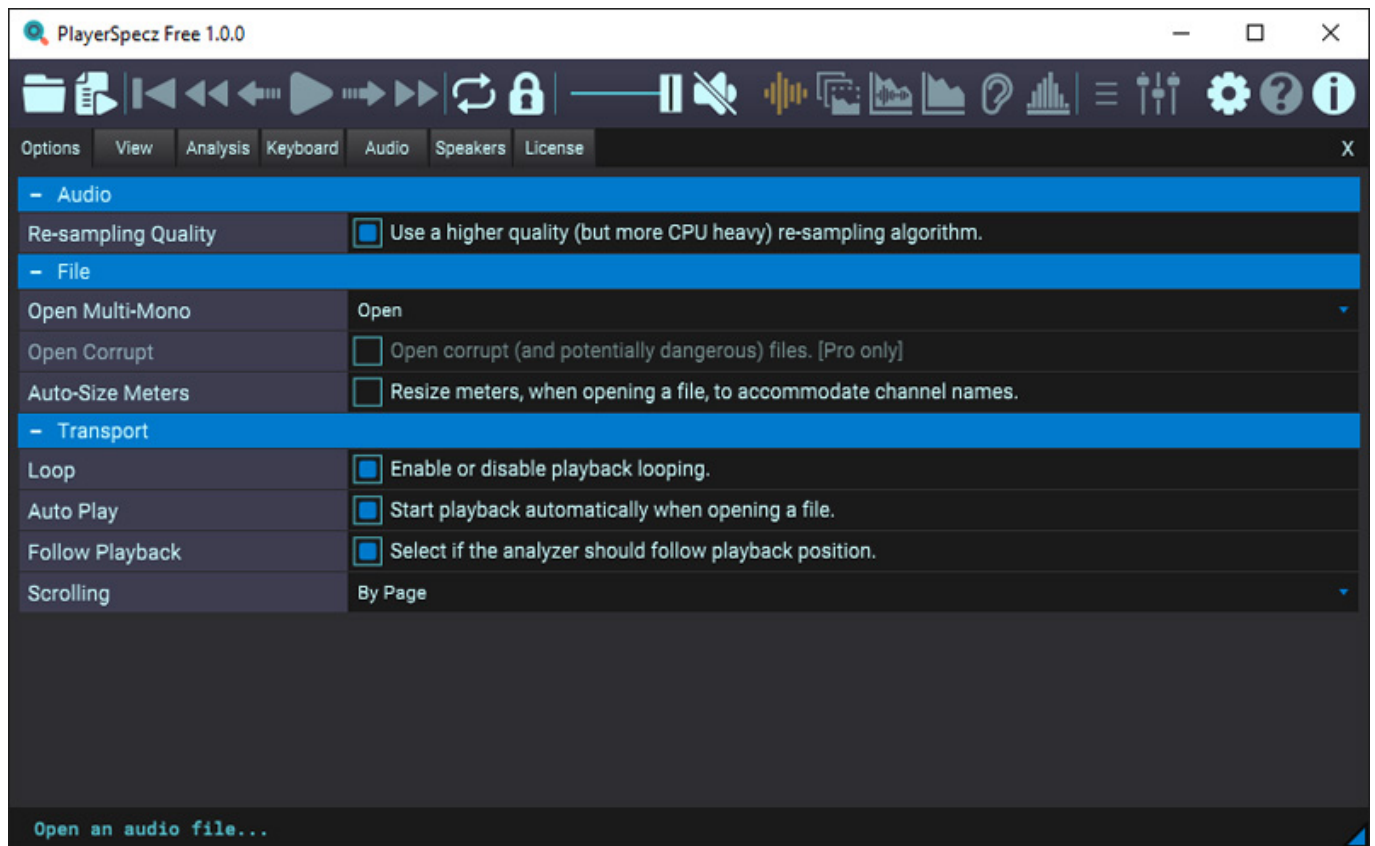 PlayerSpecz Free 1.0.0
Options View Analysis Keyboard Audio Speakers License X
– Audio
Re-sampling Quality Use a higher quality (but more CPU heavy) re-sampling algorithm.
– File
Open Multi-Mono Open
Open Corrupt Open corrupt (and potentially dangerous) files. [Pro only]
Auto-Size Meters Resize meters, when opening a file, to accommodate channel names.
– Transport
Loop Enable or disable playback looping.
Auto Play Start playback automatically when opening a file.
Follow Playback Select if the analyzer should follow playback position.
Scrolling By Page
Open an audio file...